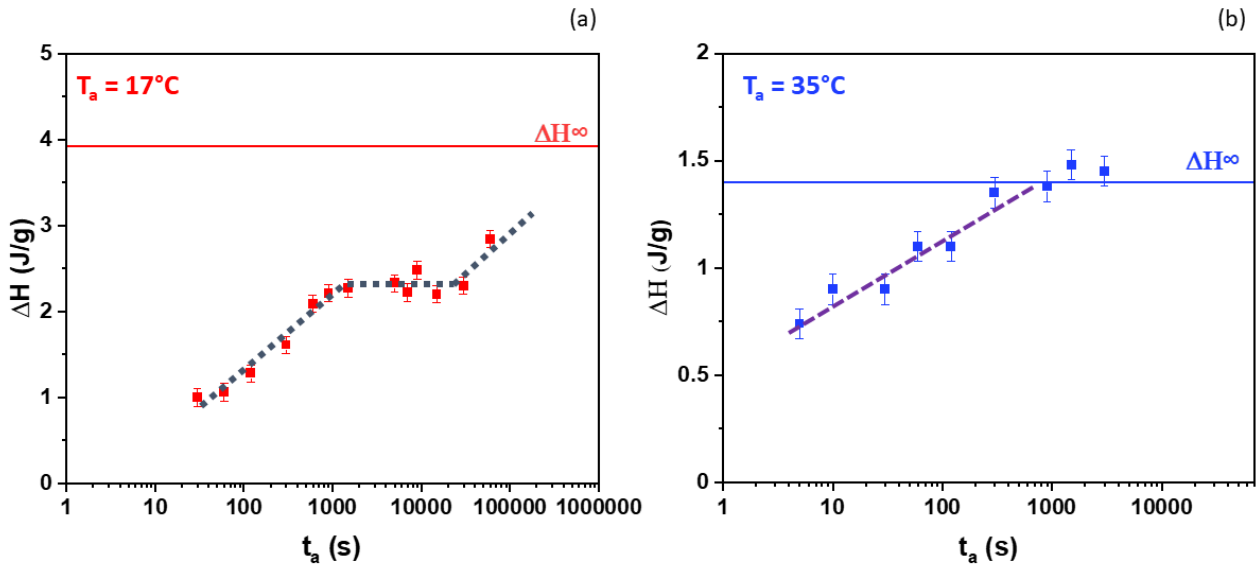 (a)
5
4
3
2
1
0
ΔH (J/g)
Tₐ = 17°C
ΔH∞
1 10 100 1000 10000 100000 1000000
tₐ (s)
(b)
2
1.5
1
0.5
0
ΔH (J/g)
Tₐ = 35°C
ΔH∞
1 10 100 1000 10000
tₐ (s)